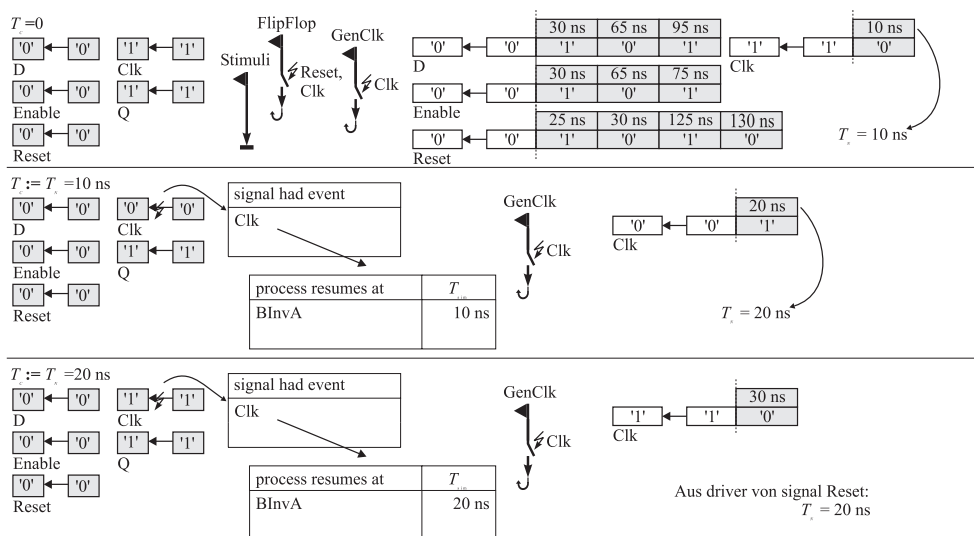 T_c=0
FlipFlop
GenClk
Stimuli
Reset,
Clk
Clk
'0' '0' '1' '1'
D Clk
'0' '0' '1' '1'
Enable Q
'0' '0'
Reset
30 ns 65 ns 95 ns
'0' '0' '1' '0' '1'
D
30 ns 65 ns 75 ns
'0' '0' '1' '0' '1'
Enable
25 ns 30 ns 125 ns 130 ns
'0' '0' '1' '0' '1' '0'
Reset
10 ns
'1' '1' '0'
Clk
T_n = 10 ns
T_c := T_n =10 ns
'0' '0' '0' '0'
D Clk
'0' '0' '1' '1'
Enable Q
'0' '0'
Reset
signal had event
Clk
process resumes at T_sim
BInvA 10 ns
GenClk
Clk
20 ns
'0' '0' '1'
Clk
T_n = 20 ns
T_c := T_n =20 ns
'0' '0' '1' '1'
D Clk
'0' '0' '1' '1'
Enable Q
'0' '0'
Reset
signal had event
Clk
process resumes at T_sim
BInvA 20 ns
GenClk
Clk
30 ns
'1' '1' '0'
Clk
Aus driver von signal Reset:
T_n = 20 ns